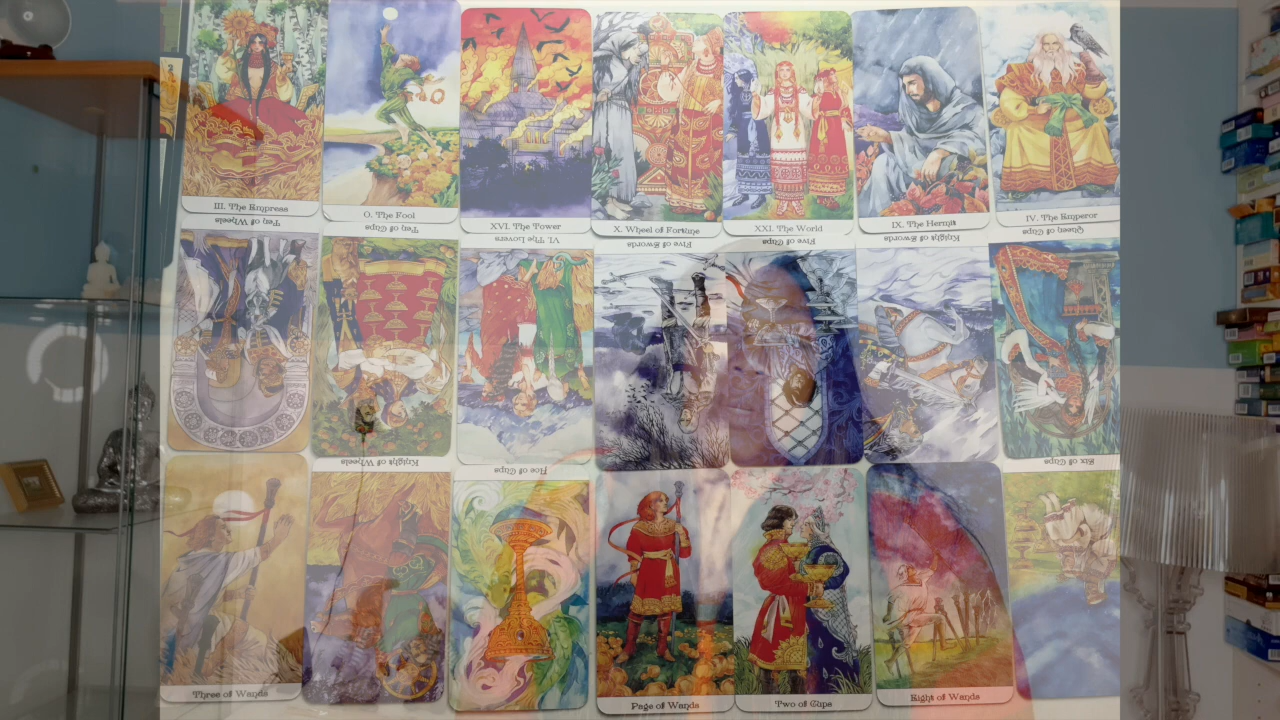 III. The Empress
0. The Fool
XVI. The Tower
X. Wheel of Fortune
XXI. The World
IX. The Hermit
IV. The Emperor
Ten of Wheels
Ten of Cups
VI. The Lovers
Five of Swords
Five of Cups
Knight of Swords
Queen of Cups
Knight of Wheels
Ace of Cups
Six of Cups
Three of Wands
Page of Wands
Two of Cups
Eight of Wands